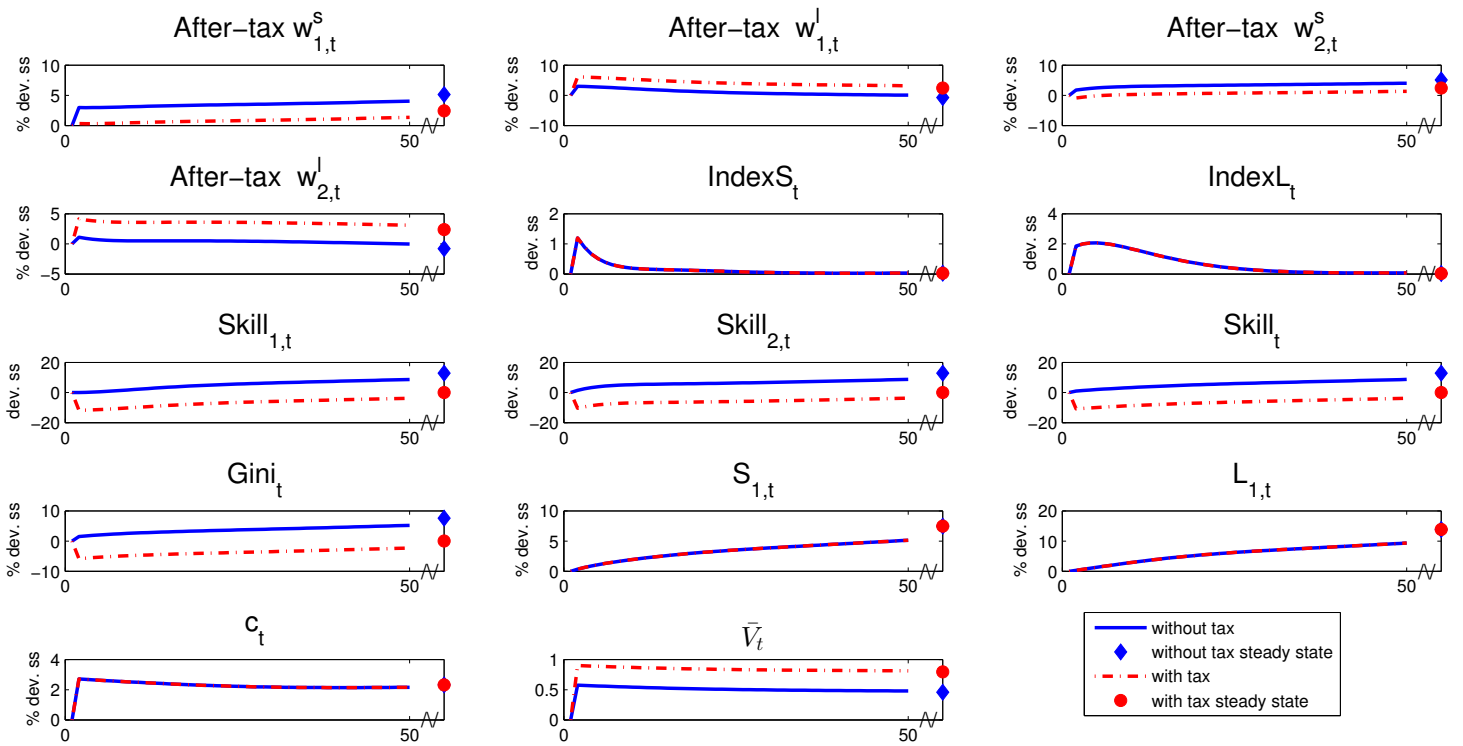 After−tax w^s_{1,t}
After−tax w^l_{1,t}
After−tax w^s_{2,t}
% dev. ss
10
5
0
0
50
% dev. ss
10
0
−10
0
50
% dev. ss
10
0
−10
0
50
After−tax w^l_{2,t}
IndexS_t
IndexL_t
% dev. ss
5
0
−5
0
50
dev. ss
2
1
0
0
50
dev. ss
4
2
0
0
50
Skill_{1,t}
Skill_{2,t}
Skill_t
dev. ss
20
0
−20
0
50
dev. ss
20
0
−20
0
50
dev. ss
20
0
−20
0
50
Gini_t
S_{1,t}
L_{1,t}
% dev. ss
10
0
−10
0
50
% dev. ss
10
5
0
0
50
% dev. ss
20
10
0
0
50
c_t
V̄_t
% dev. ss
4
2
0
0
50
% dev. ss
1
0.5
0
0
50
without tax
without tax steady state
with tax
with tax steady state